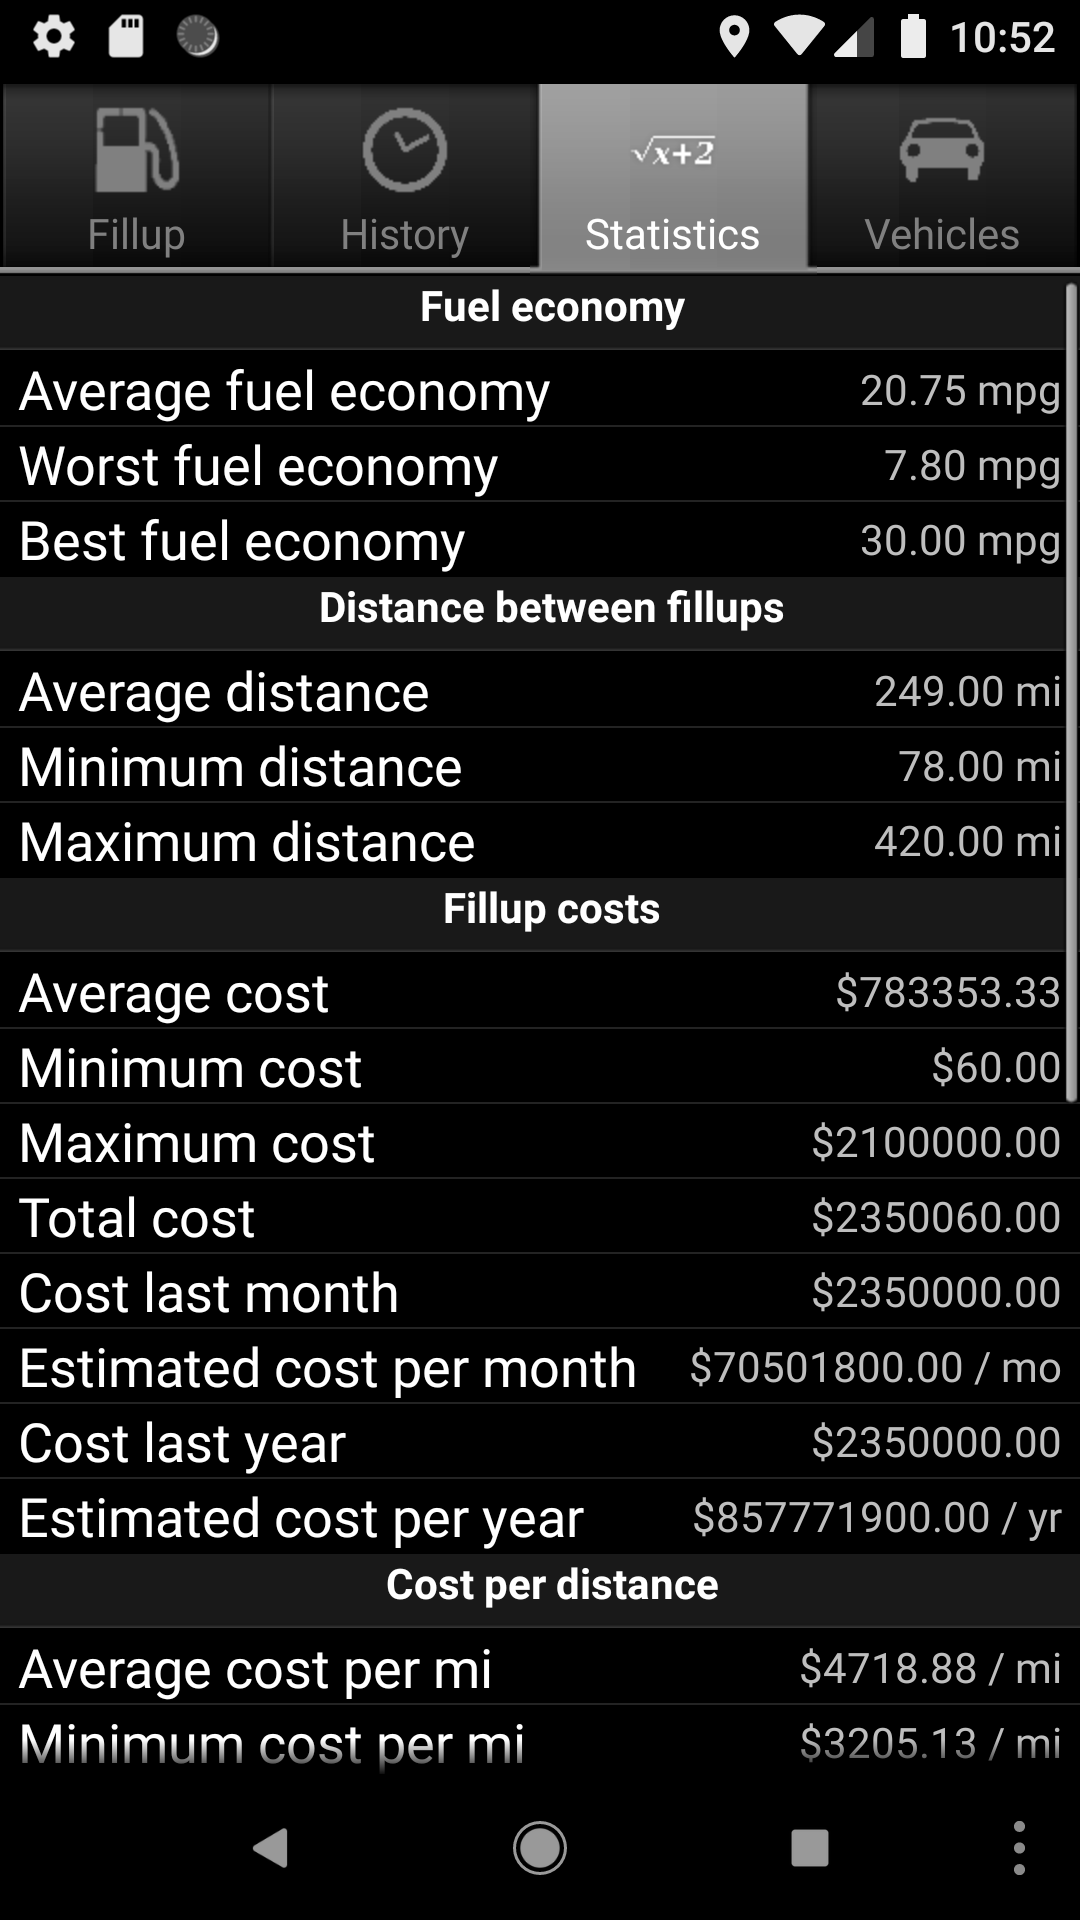 10:52
Fillup
History
√x+2
Statistics
Vehicles
Fuel economy
Average fuel economy 20.75 mpg
Worst fuel economy 7.80 mpg
Best fuel economy 30.00 mpg
Distance between fillups
Average distance 249.00 mi
Minimum distance 78.00 mi
Maximum distance 420.00 mi
Fillup costs
Average cost $783353.33
Minimum cost $60.00
Maximum cost $2100000.00
Total cost $2350060.00
Cost last month $2350000.00
Estimated cost per month $70501800.00 / mo
Cost last year $2350000.00
Estimated cost per year $857771900.00 / yr
Cost per distance
Average cost per mi $4718.88 / mi
Minimum cost per mi $3205.13 / mi